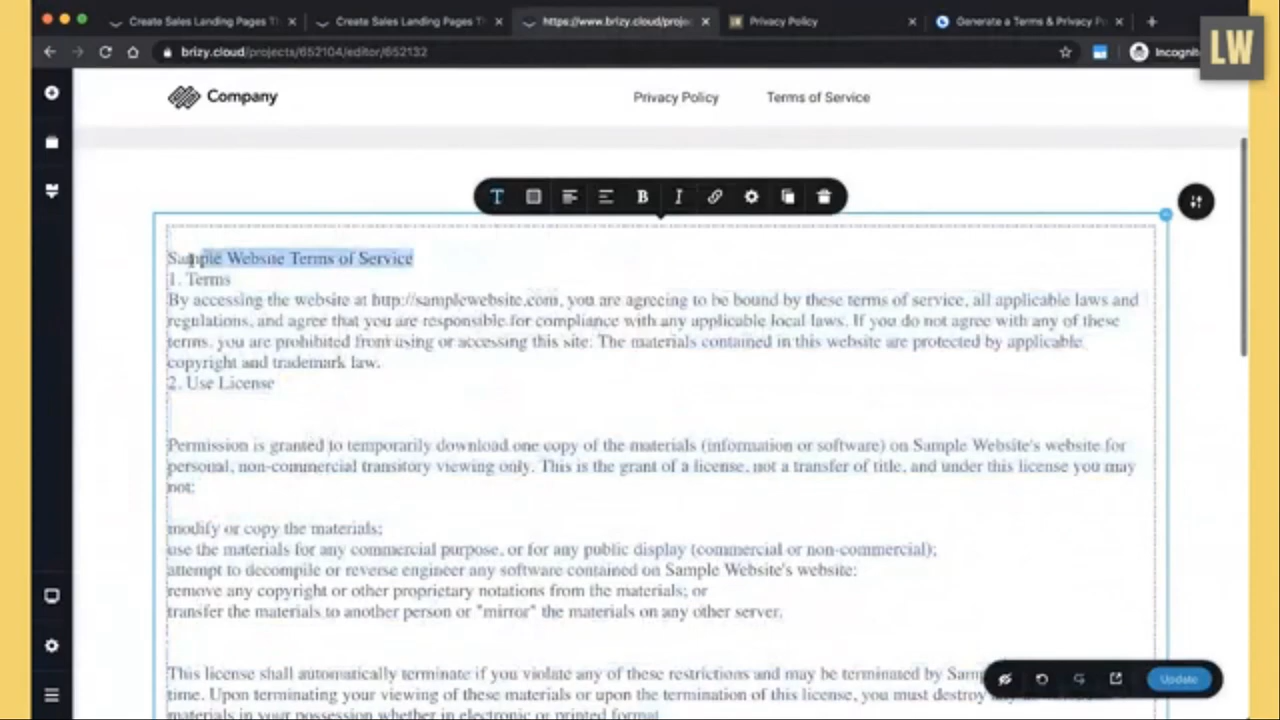 Create Sales Landing Pages T
Create Sales Landing Pages T
https://www.brizy.cloud/proje
Privacy Policy
Generate a Terms & Privacy Po
brizy.cloud/projects/652104/editor/652132
Incognito
LW
Company
Privacy Policy
Terms of Service
Sample Website Terms of Service
1. Terms
By accessing the website at http://samplewebsite.com, you are agreeing to be bound by these terms of service, all applicable laws and
regulations, and agree that you are responsible for compliance with any applicable local laws. If you do not agree with any of these
terms, you are prohibited from using or accessing this site. The materials contained in this website are protected by applicable
copyright and trademark law.
2. Use License
Permission is granted to temporarily download one copy of the materials (information or software) on Sample Website's website for
personal, non-commercial transitory viewing only. This is the grant of a license, not a transfer of title, and under this license you may
not:
modify or copy the materials;
use the materials for any commercial purpose, or for any public display (commercial or non-commercial);
attempt to decompile or reverse engineer any software contained on Sample Website's website;
remove any copyright or other proprietary notations from the materials; or
transfer the materials to another person or "mirror" the materials on any other server.
This license shall automatically terminate if you violate any of these restrictions and may be terminated by Sam
time. Upon terminating your viewing of these materials or upon the termination of this license, you must destroy
materials in your possession whether in electronic or printed format.
Update